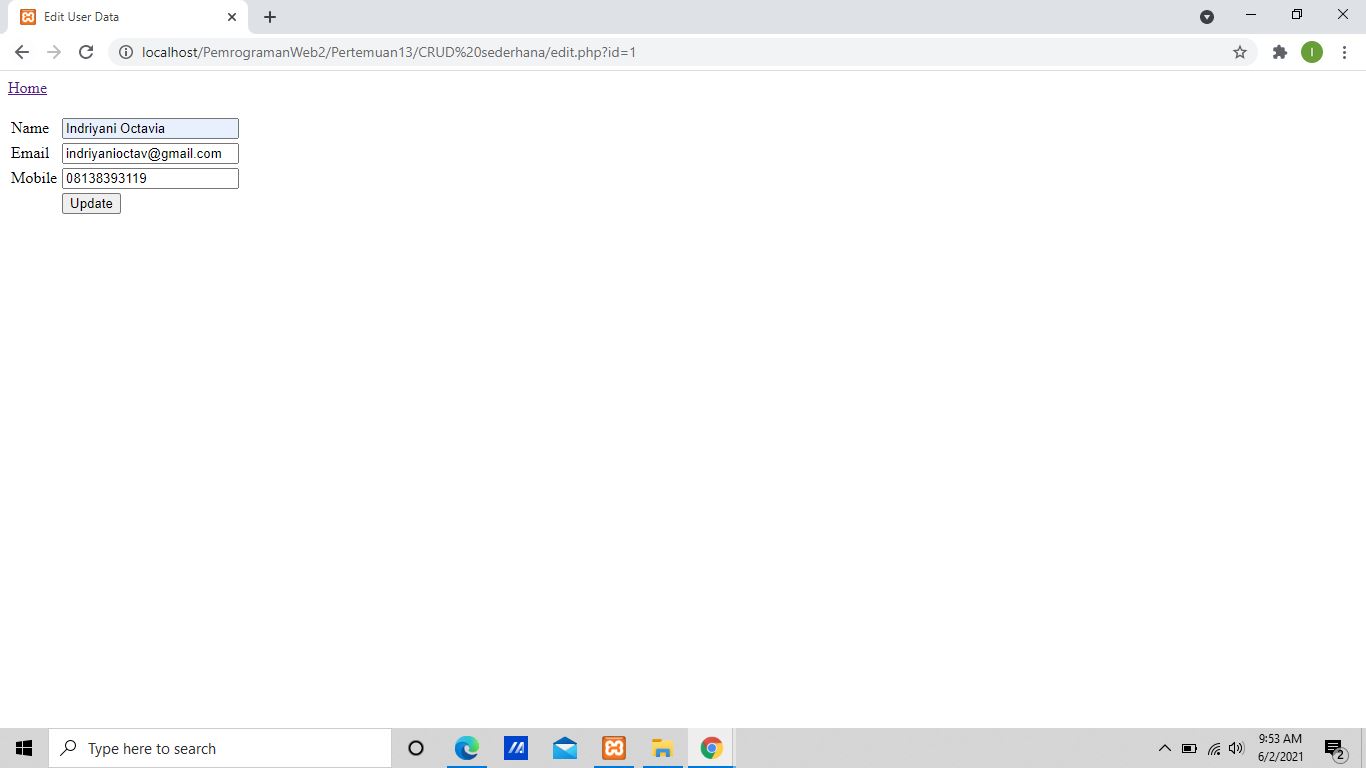 Edit User Data
localhost/PemrogramanWeb2/Pertemuan13/CRUD%20sederhana/edit.php?id=1
I
Home
Name Indriyani Octavia
Email indriyanioctav@gmail.com
Mobile 08138393119
Update
Type here to search
9:53 AM
6/2/2021
2